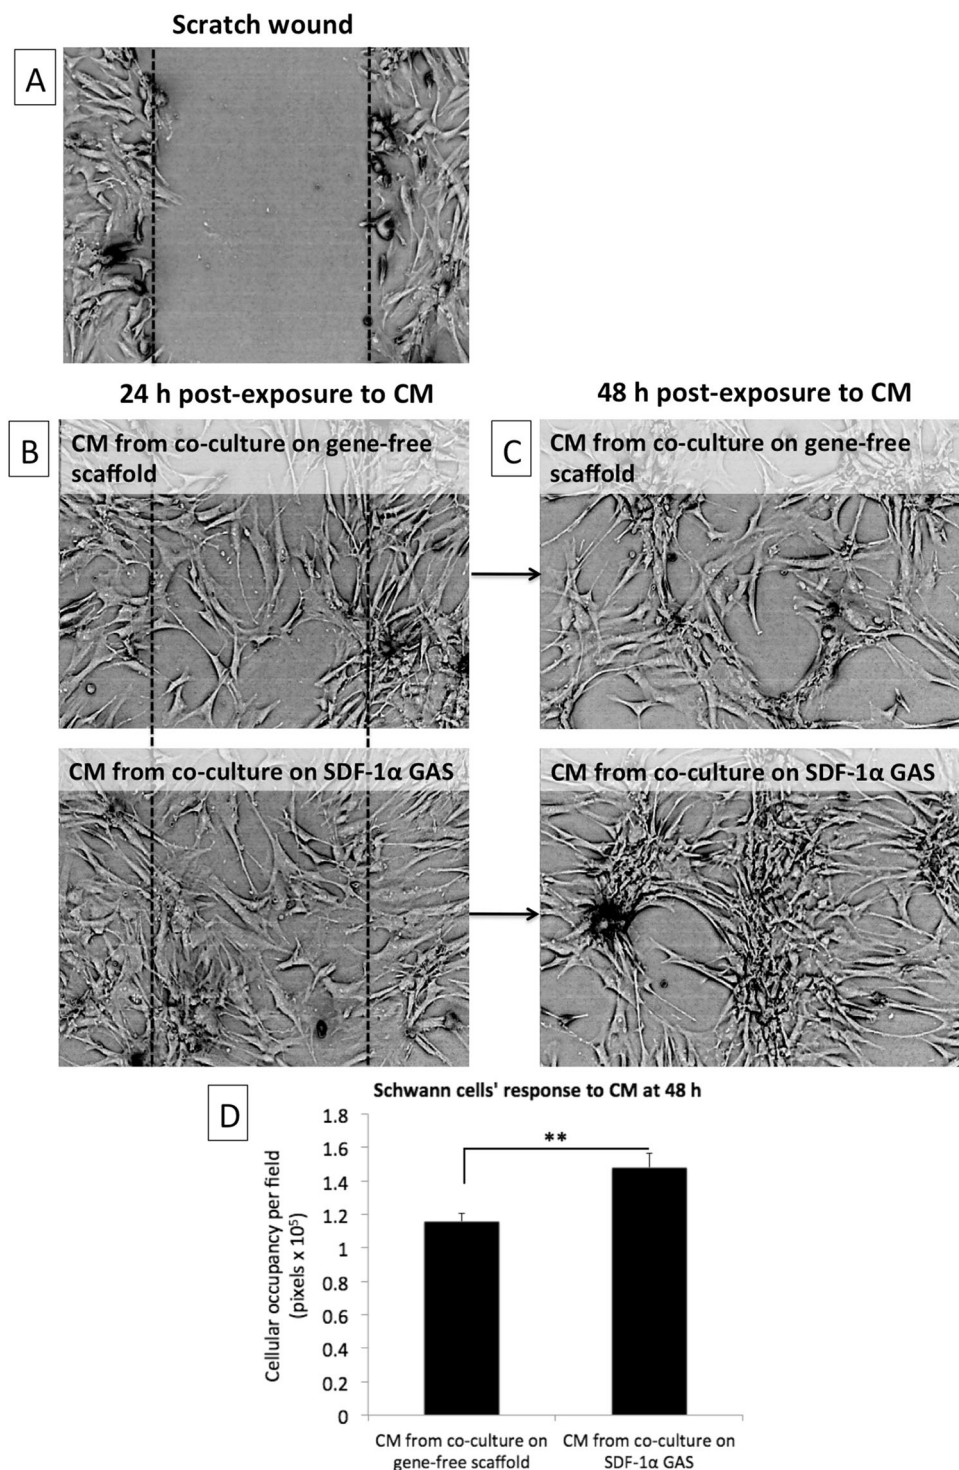 Scratch wound
A
24 h post-exposure to CM
48 h post-exposure to CM
B
CM from co-culture on gene-free
scaffold
C
CM from co-culture on gene-free
scaffold
CM from co-culture on SDF-1α GAS
CM from co-culture on SDF-1α GAS
D
Schwann cells' response to CM at 48 h
Cellular occupancy per field
(pixels x 10⁵)
1.8
1.6
1.4
1.2
1
0.8
0.6
0.4
0.2
0
**
CM from co-culture on
gene-free scaffold
CM from co-culture on
SDF-1α GAS